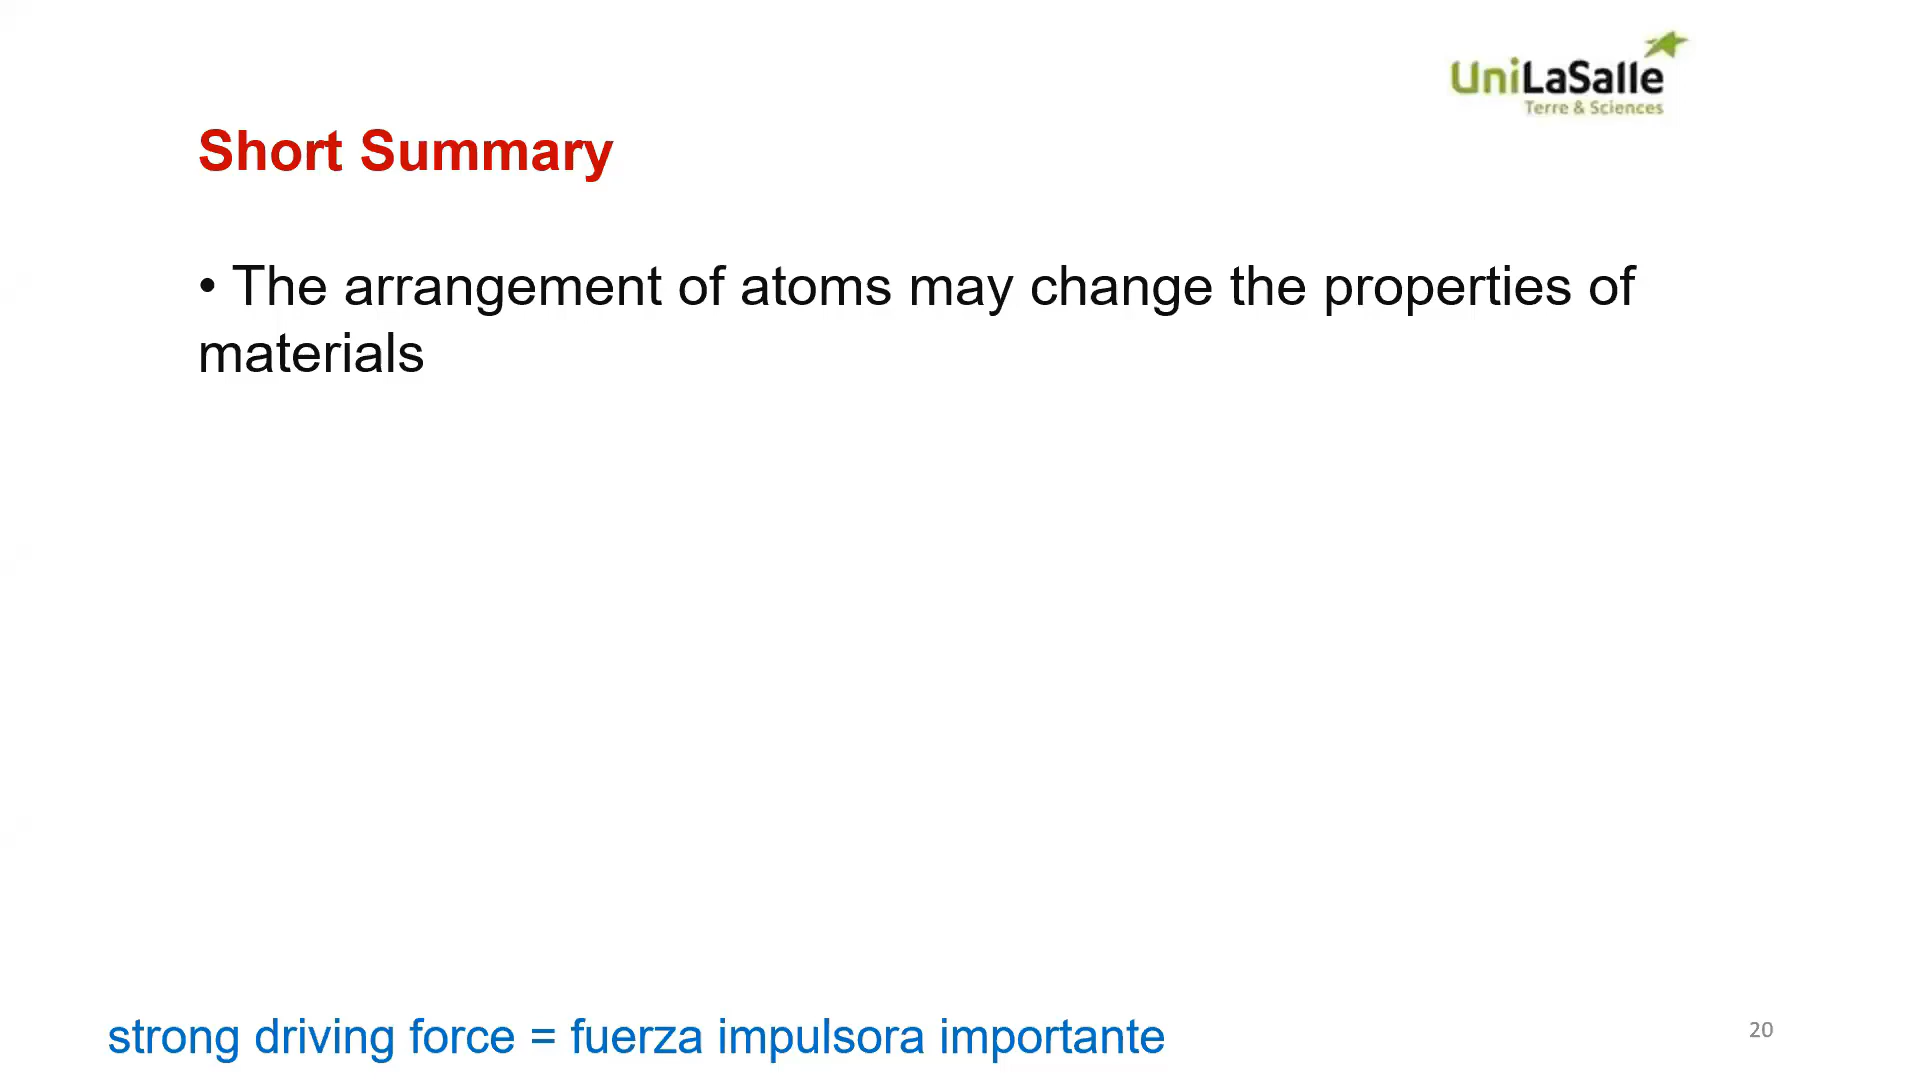 UniLaSalle
Terre & Sciences
Short Summary
• The arrangement of atoms may change the properties of
materials
strong driving force = fuerza impulsora importante
20